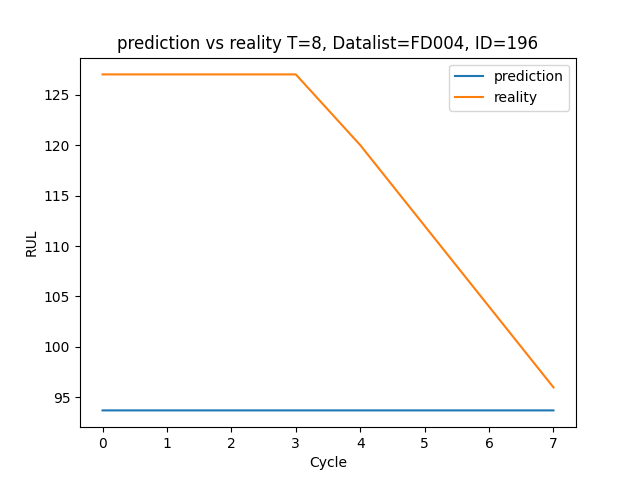 prediction vs reality T=8, Datalist=FD004, ID=196
prediction
reality
125
120
115
110
105
100
95
RUL
0 1 2 3 4 5 6 7
Cycle